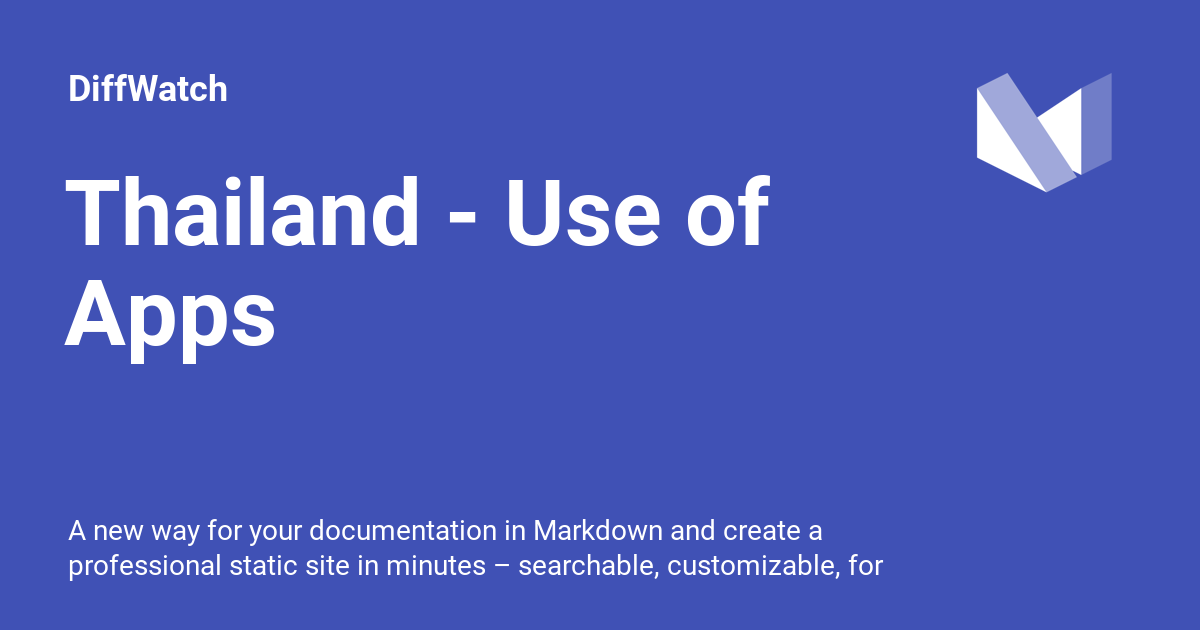 DiffWatch
Thailand - Use of
Apps
A new way for your documentation in Markdown and create a
professional static site in minutes – searchable, customizable, for